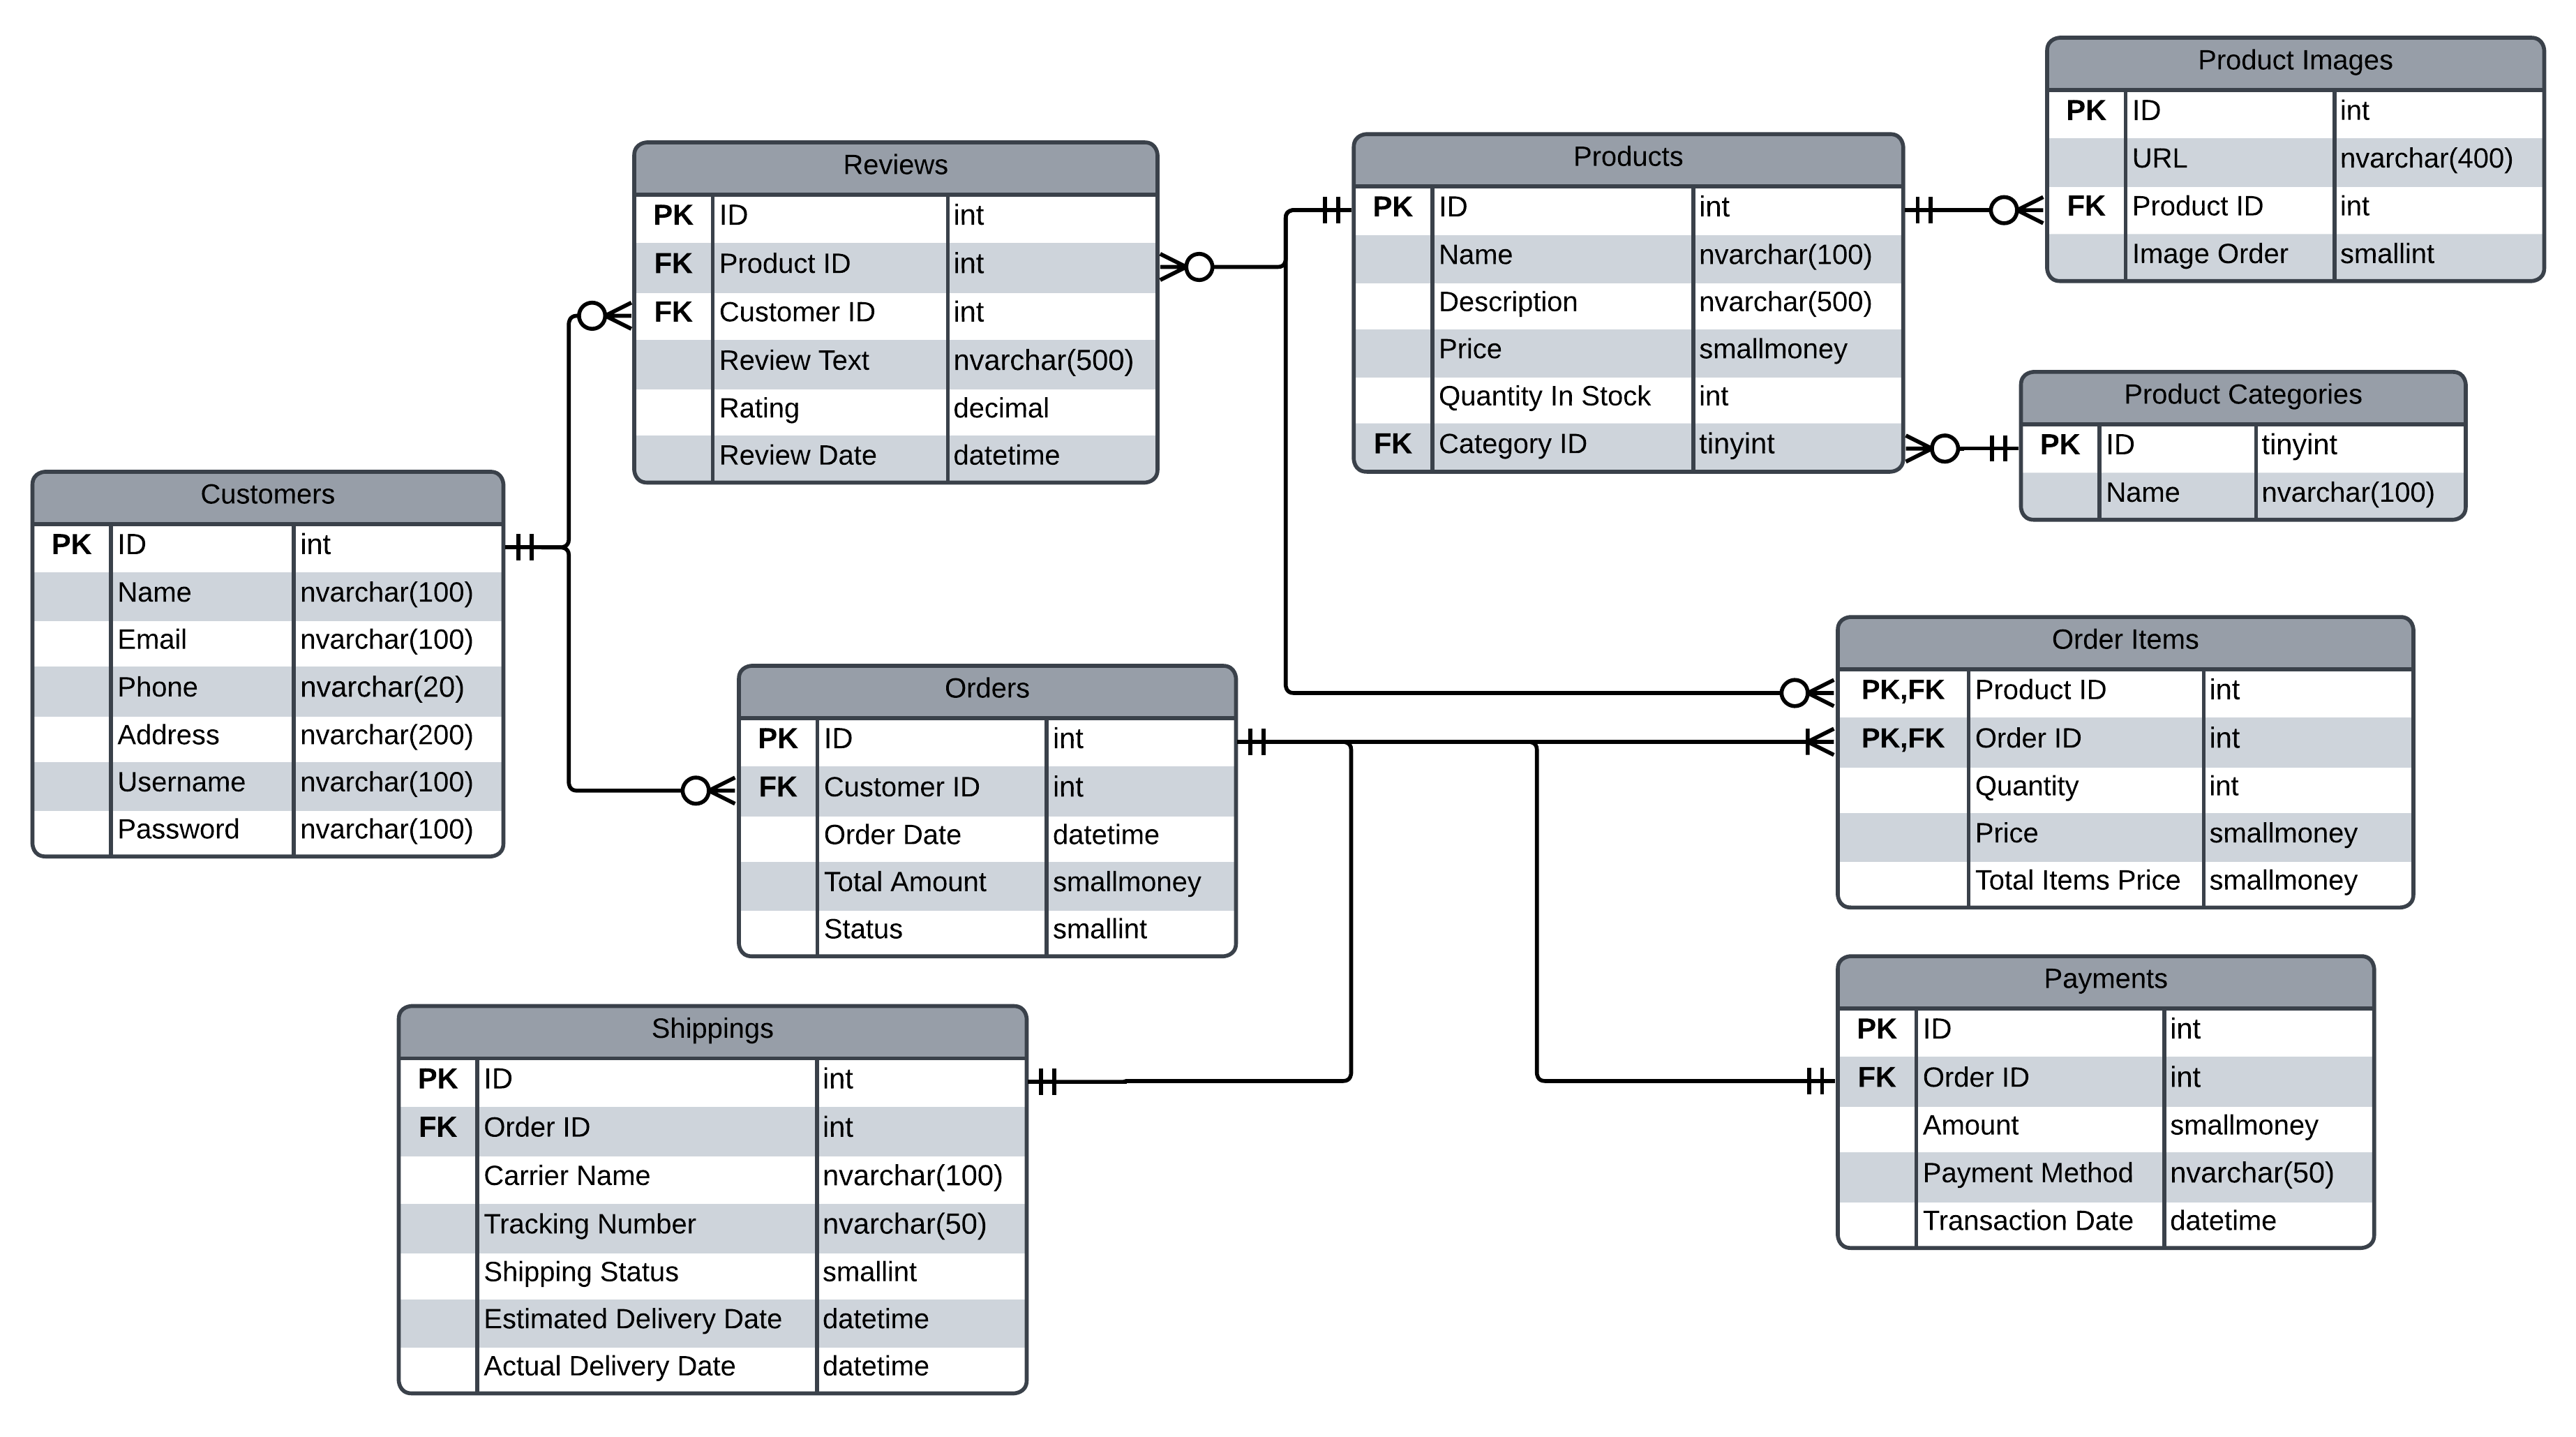 Product Images
PK ID int
URL nvarchar(400)
FK Product ID int
Image Order smallint
Reviews
PK ID int
FK Product ID int
FK Customer ID int
Review Text nvarchar(500)
Rating decimal
Review Date datetime
Products
PK ID int
Name nvarchar(100)
Description nvarchar(500)
Price smallmoney
Quantity In Stock int
FK Category ID tinyint
Product Categories
PK ID tinyint
Name nvarchar(100)
Customers
PK ID int
Name nvarchar(100)
Email nvarchar(100)
Phone nvarchar(20)
Address nvarchar(200)
Username nvarchar(100)
Password nvarchar(100)
Orders
PK ID int
FK Customer ID int
Order Date datetime
Total Amount smallmoney
Status smallint
Order Items
PK,FK Product ID int
PK,FK Order ID int
Quantity int
Price smallmoney
Total Items Price smallmoney
Shippings
PK ID int
FK Order ID int
Carrier Name nvarchar(100)
Tracking Number nvarchar(50)
Shipping Status smallint
Estimated Delivery Date datetime
Actual Delivery Date datetime
Payments
PK ID int
FK Order ID int
Amount smallmoney
Payment Method nvarchar(50)
Transaction Date datetime